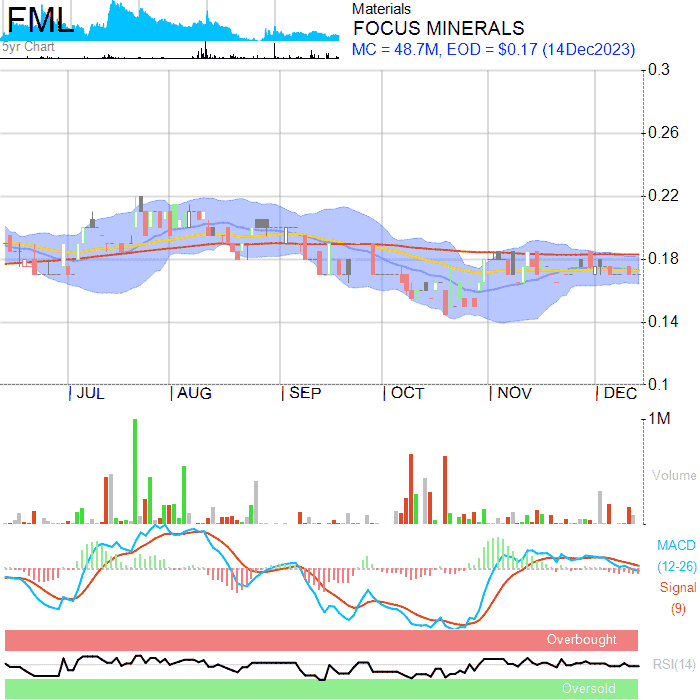 FML
5yr Chart
Materials
FOCUS MINERALS
MC = 48.7M, EOD = $0.17 (14Dec2023)
0.3
0.26
0.22
0.18
0.14
0.1
JUL AUG SEP OCT NOV DEC
1M
Volume
MACD
(12-26)
Signal
(9)
Overbought
RSI(14)
Oversold